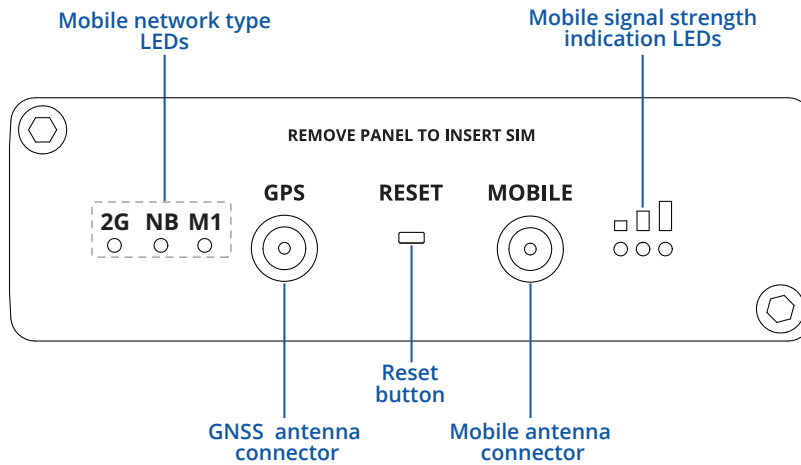 Mobile network type
LEDs
Mobile signal strength
indication LEDs
REMOVE PANEL TO INSERT SIM
GPS RESET MOBILE
2G NB M1
Reset
button
GNSS antenna
connector
Mobile antenna
connector